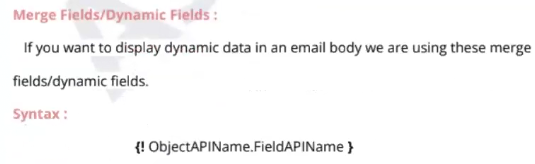 Merge Fields/Dynamic Fields :
If you want to display dynamic data in an email body we are using these merge
fields/dynamic fields.
Syntax :
{! ObjectAPIName.FieldAPIName }